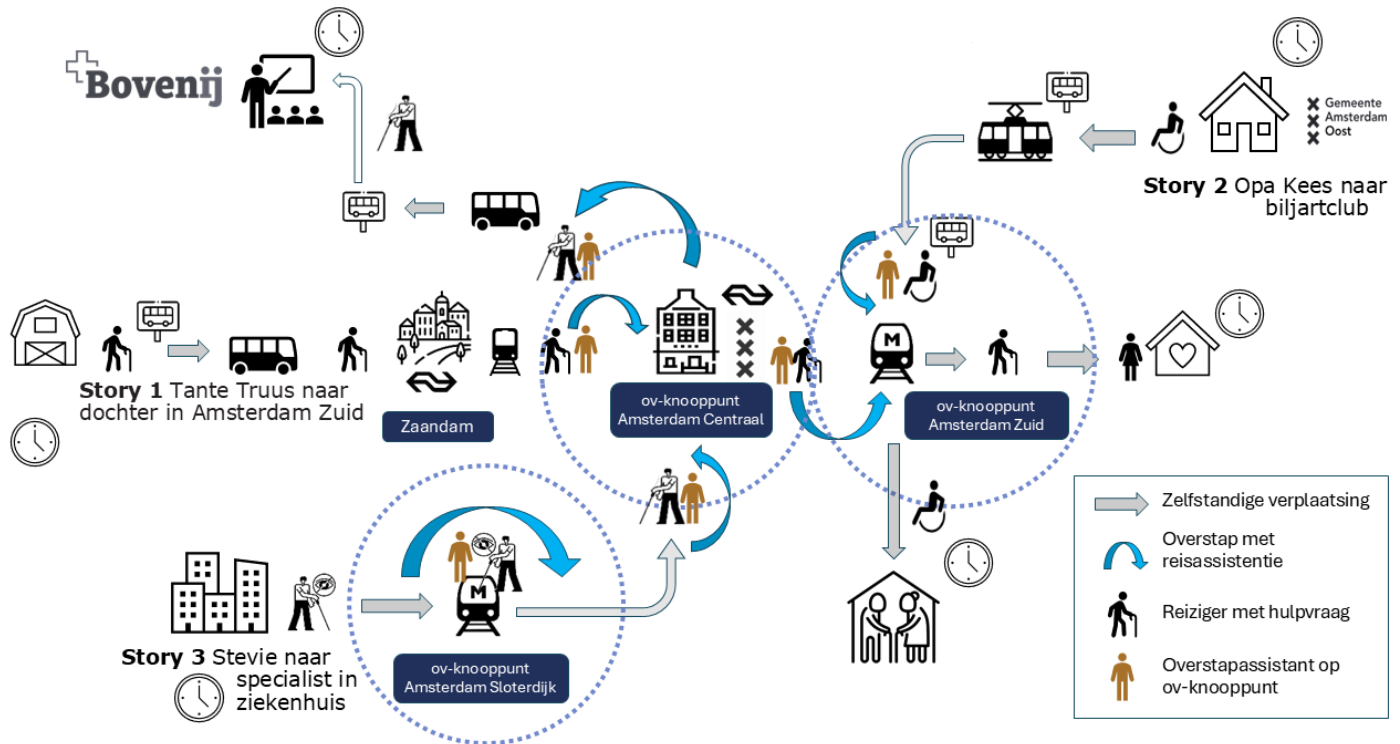 Bovenij
Gemeente
Amsterdam
Oost
Story 2 Opa Kees naar
biljartclub
Story 1 Tante Truus naar
dochter in Amsterdam Zuid
Zaandam
ov-knooppunt
Amsterdam Centraal
M
ov-knooppunt
Amsterdam Zuid
M
Story 3 Stevie naar
specialist in
ziekenhuis
ov-knooppunt
Amsterdam Sloterdijk
Zelfstandige verplaatsing
Overstap met
reisassistentie
Reiziger met hulpvraag
Overstapassistant op
ov-knooppunt